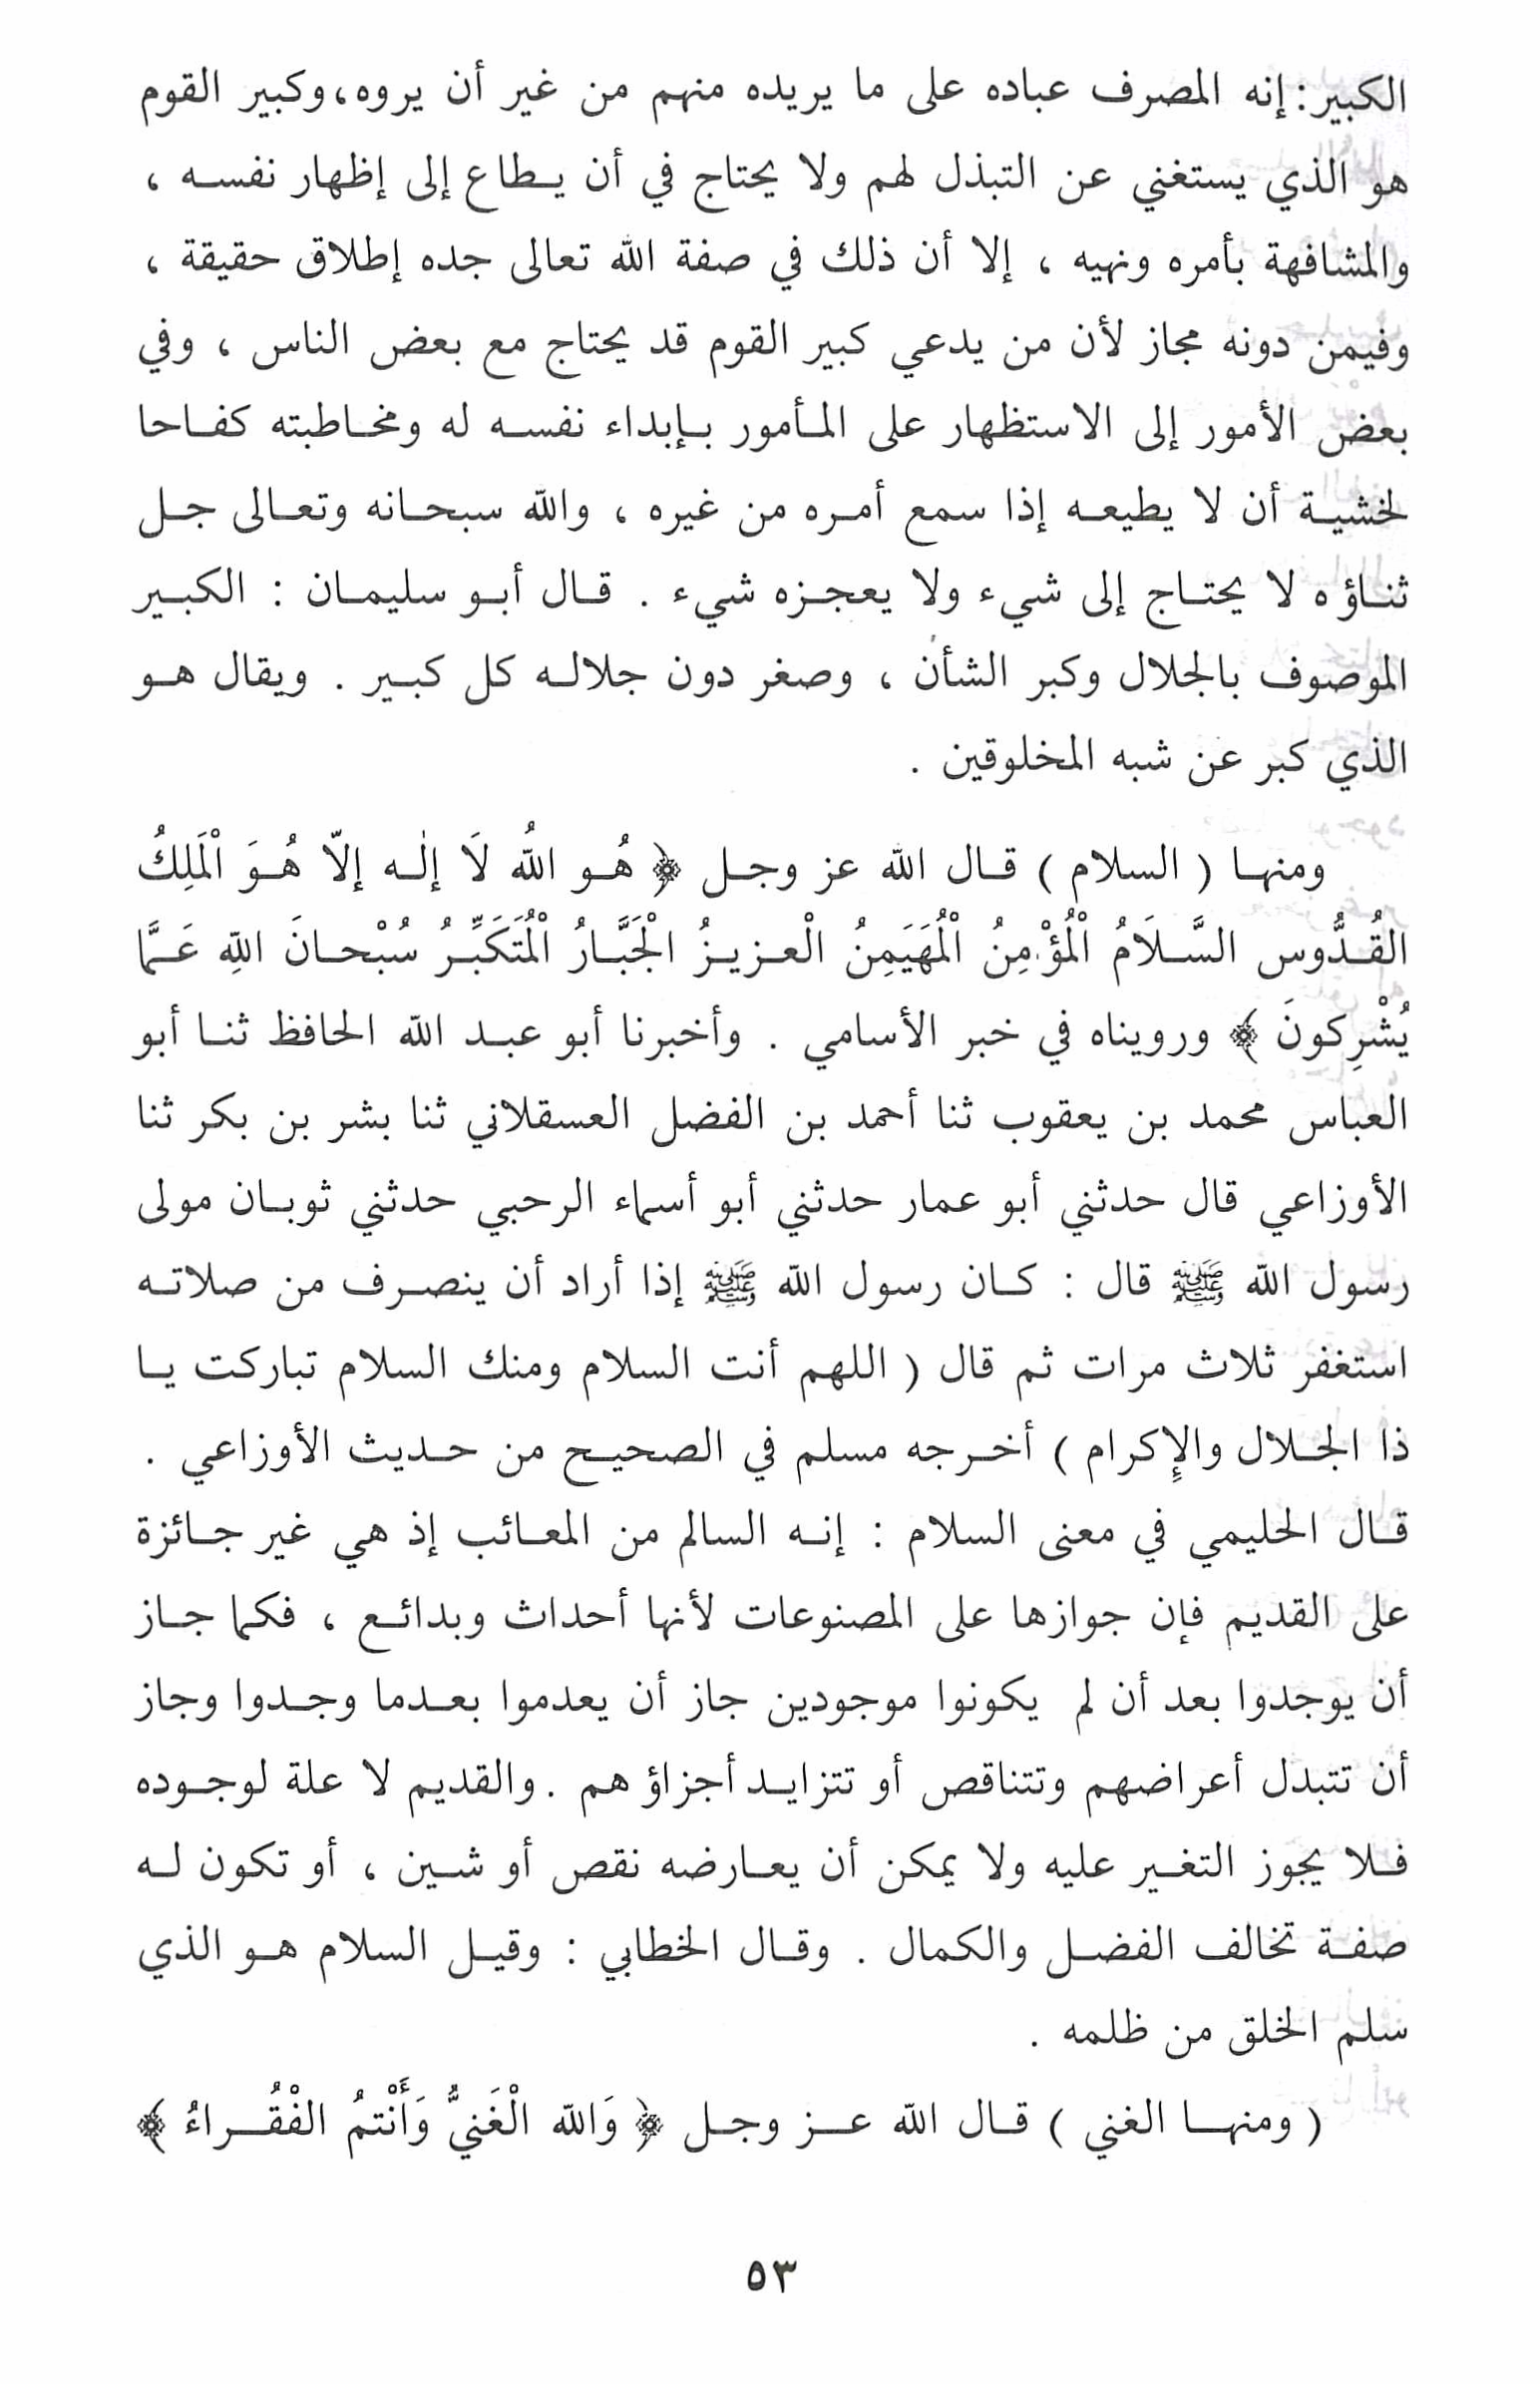 الكبير: إنه المصرف عباده على ما يريده منهم من غير أن يروه، وكبير القوم
هو الذي يستغني عن التبذل لهم ولا يحتاج في أن يطاع إلى إظهار نفسه ،
والمشافهة بأمره ونهيه ، إلا أن ذلك في صفة الله تعالى جده إطلاق حقيقة ،
وفيمن دونه مجاز لأن من يدعي كبير القوم قد يحتاج مع بعض الناس ، وفي
بعض الأمور إلى الاستظهار على المأمور بإبداء نفسه له ومخاطبته كفاحا
لخشية أن لا يطيعه إذا سمع أمره من غيره ، والله سبحانه وتعالى جل
ثناؤه لا يحتاج إلى شيء ولا يعجزه شيء . قال أبو سليمان : الكبير
الموصوف بالجلال وكبر الشأن ، وصغر دون جلاله كل كبير . ويقال هو
الذي كبر عن شبه المخلوقين .
ومنها ( السلام ) قال الله عز وجل ﴿ هُو اللهُ لَا إلٰه إلاّ هُوَ الْمَلِكُ
القُدُّوس السَّلَامُ الْمُؤْمِنُ الْمُهَيَمِنُ الْعزيزُ الْجَبَّارُ الْمُتَكَبِّرُ سُبْحانَ اللهِ عَمَّا
يُشْرِكونَ ﴾ ورويناه في خبر الأسامي . وأخبرنا أبو عبد الله الحافظ ثنا أبو
العباس محمد بن يعقوب ثنا أحمد بن الفضل العسقلاني ثنا بشر بن بكر ثنا
الأوزاعي قال حدثني أبو عمار حدثني أبو أسماء الرحبي حدثني ثوبان مولى
رسول الله ﷺ قال : كان رسول الله ﷺ إذا أراد أن ينصرف من صلاته
استغفر ثلاث مرات ثم قال ( اللهم أنت السلام ومنك السلام تباركت يا
ذا الجلال والإكرام ) أخرجه مسلم في الصحيح من حديث الأوزاعي .
قال الحليمي في معنى السلام : إنه السالم من المعائب إذ هي غير جائزة
على القديم فإن جوازها على المصنوعات لأنها أحداث وبدائع ، فكما جاز
أن يوجدوا بعد أن لم يكونوا موجودين جاز أن يعدموا بعدما وجدوا وجاز
أن تتبدل أعراضهم وتتناقص أو تتزايد أجزاؤهم . والقديم لا علة لوجوده
فلا يجوز التغير عليه ولا يمكن أن يعارضه نقص أو شين ، أو تكون له
صفة تخالف الفضل والكمال . وقال الخطابي : وقيل السلام هو الذي
سلم الخلق من ظلمه .
( ومنها الغني ) قال الله عز وجل ﴿ وَالله الْغَنيُّ وَأَنْتمُ الفْقُراءُ ﴾
٥٣